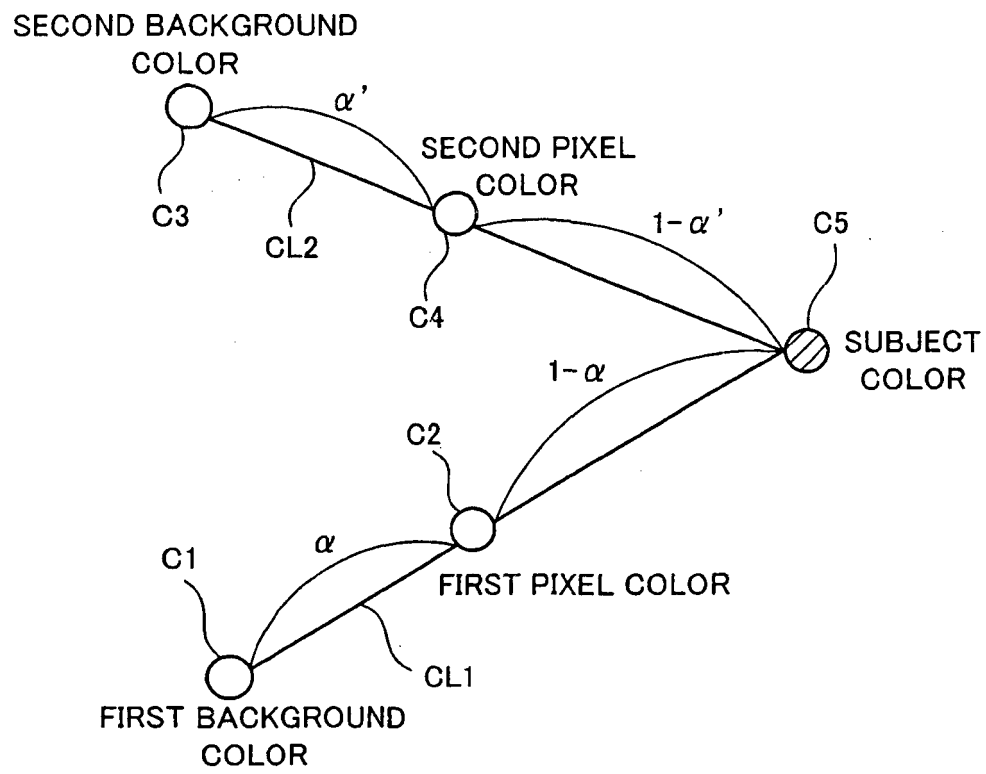 SECOND BACKGROUND
COLOR
α'
SECOND PIXEL
COLOR
C3
CL2
C4
1-α'
C5
SUBJECT
COLOR
1-α
C2
α
C1
FIRST PIXEL COLOR
CL1
FIRST BACKGROUND
COLOR